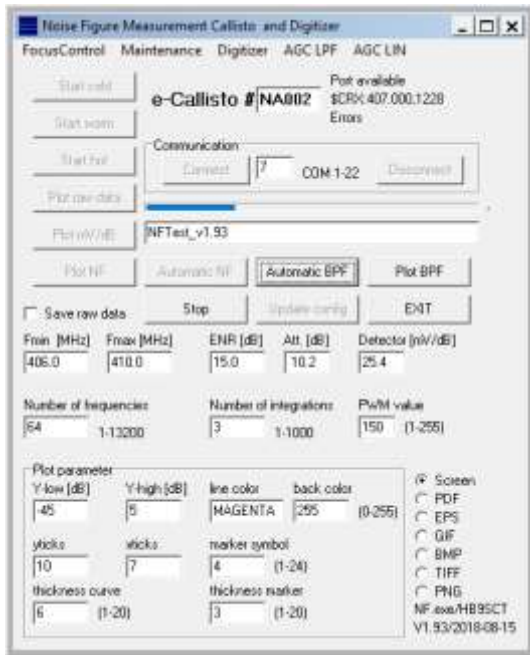 Noise Figure Measurement Callisto and Digitizer
FocusControl Maintenance Digitizer AGC LPF AGC LIN
Start cold
Port available
e-Callisto # NA002 $CRX:407.000.1228
Start warm
Errors
Start hot
Communication
Connect 7 COM 1-22 Disconnect
Plot raw data
Plot mV/dB NFTest_v1.93
Plot NF Automatic NF Automatic BPF Plot BPF
Save raw data Stop Update config EXIT
Fmin [MHz] Fmax [MHz] ENR [dB] Att. [dB] Detector [mV/dB]
406.0 410.0 15.0 10.2 25.4
Number of frequencies Number of integrations PWM value
64 1-13200 3 1-1000 150 (1-255)
Plot parameter
Y-low [dB] Y-high [dB] line color back color
-45 5 MAGENTA 255 (0-255)
yticks xticks marker symbol
10 7 4 (1-24)
thickness curve thickness marker
6 (1-20) 3 (1-20)
Screen
PDF
EPS
GIF
BMP
TIFF
PNG
NF.exe/HB9SCT
V1.93/2018-08-15